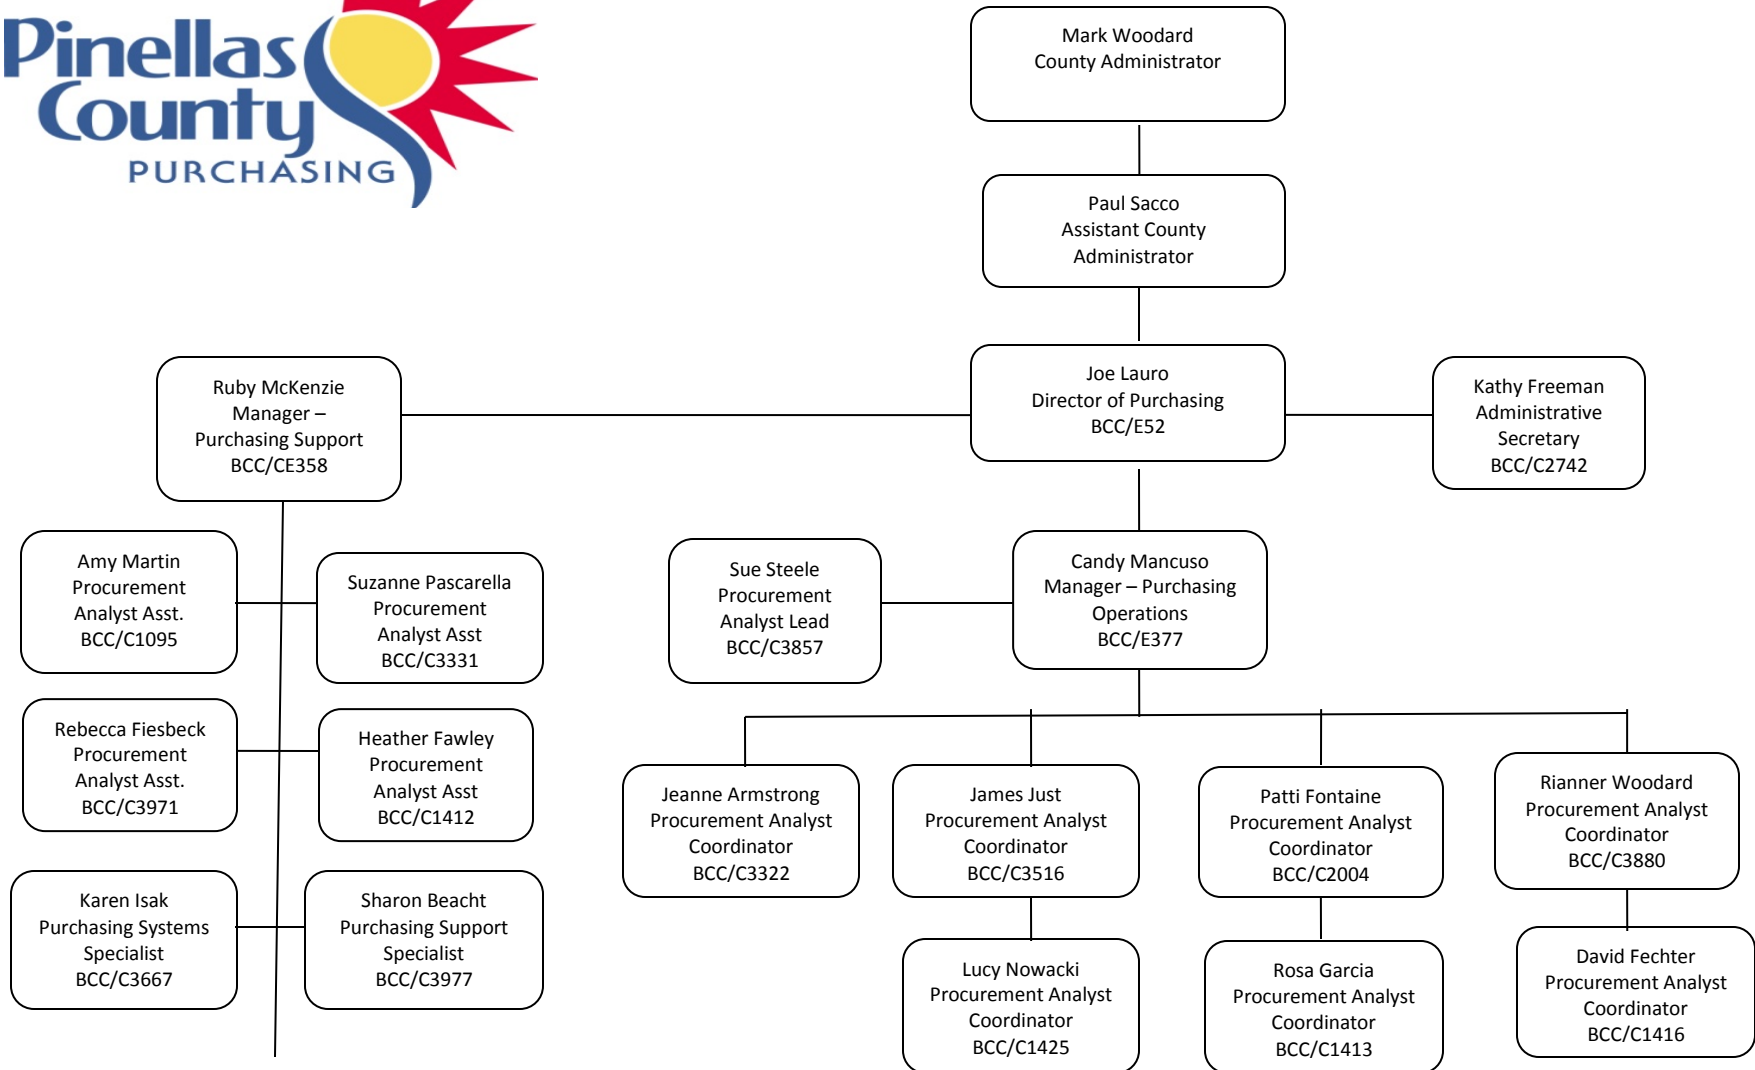 Pinellas
County
PURCHASING
Mark Woodard
County Administrator
Paul Sacco
Assistant County
Administrator
Joe Lauro
Director of Purchasing
BCC/E52
Ruby McKenzie
Manager –
Purchasing Support
BCC/CE358
Kathy Freeman
Administrative
Secretary
BCC/C2742
Amy Martin
Procurement
Analyst Asst.
BCC/C1095
Suzanne Pascarella
Procurement
Analyst Asst
BCC/C3331
Sue Steele
Procurement
Analyst Lead
BCC/C3857
Candy Mancuso
Manager – Purchasing
Operations
BCC/E377
Rebecca Fiesbeck
Procurement
Analyst Asst.
BCC/C3971
Heather Fawley
Procurement
Analyst Asst
BCC/C1412
Jeanne Armstrong
Procurement Analyst
Coordinator
BCC/C3322
James Just
Procurement Analyst
Coordinator
BCC/C3516
Patti Fontaine
Procurement Analyst
Coordinator
BCC/C2004
Rianner Woodard
Procurement Analyst
Coordinator
BCC/C3880
Karen Isak
Purchasing Systems
Specialist
BCC/C3667
Sharon Beacht
Purchasing Support
Specialist
BCC/C3977
Lucy Nowacki
Procurement Analyst
Coordinator
BCC/C1425
Rosa Garcia
Procurement Analyst
Coordinator
BCC/C1413
David Fechter
Procurement Analyst
Coordinator
BCC/C1416